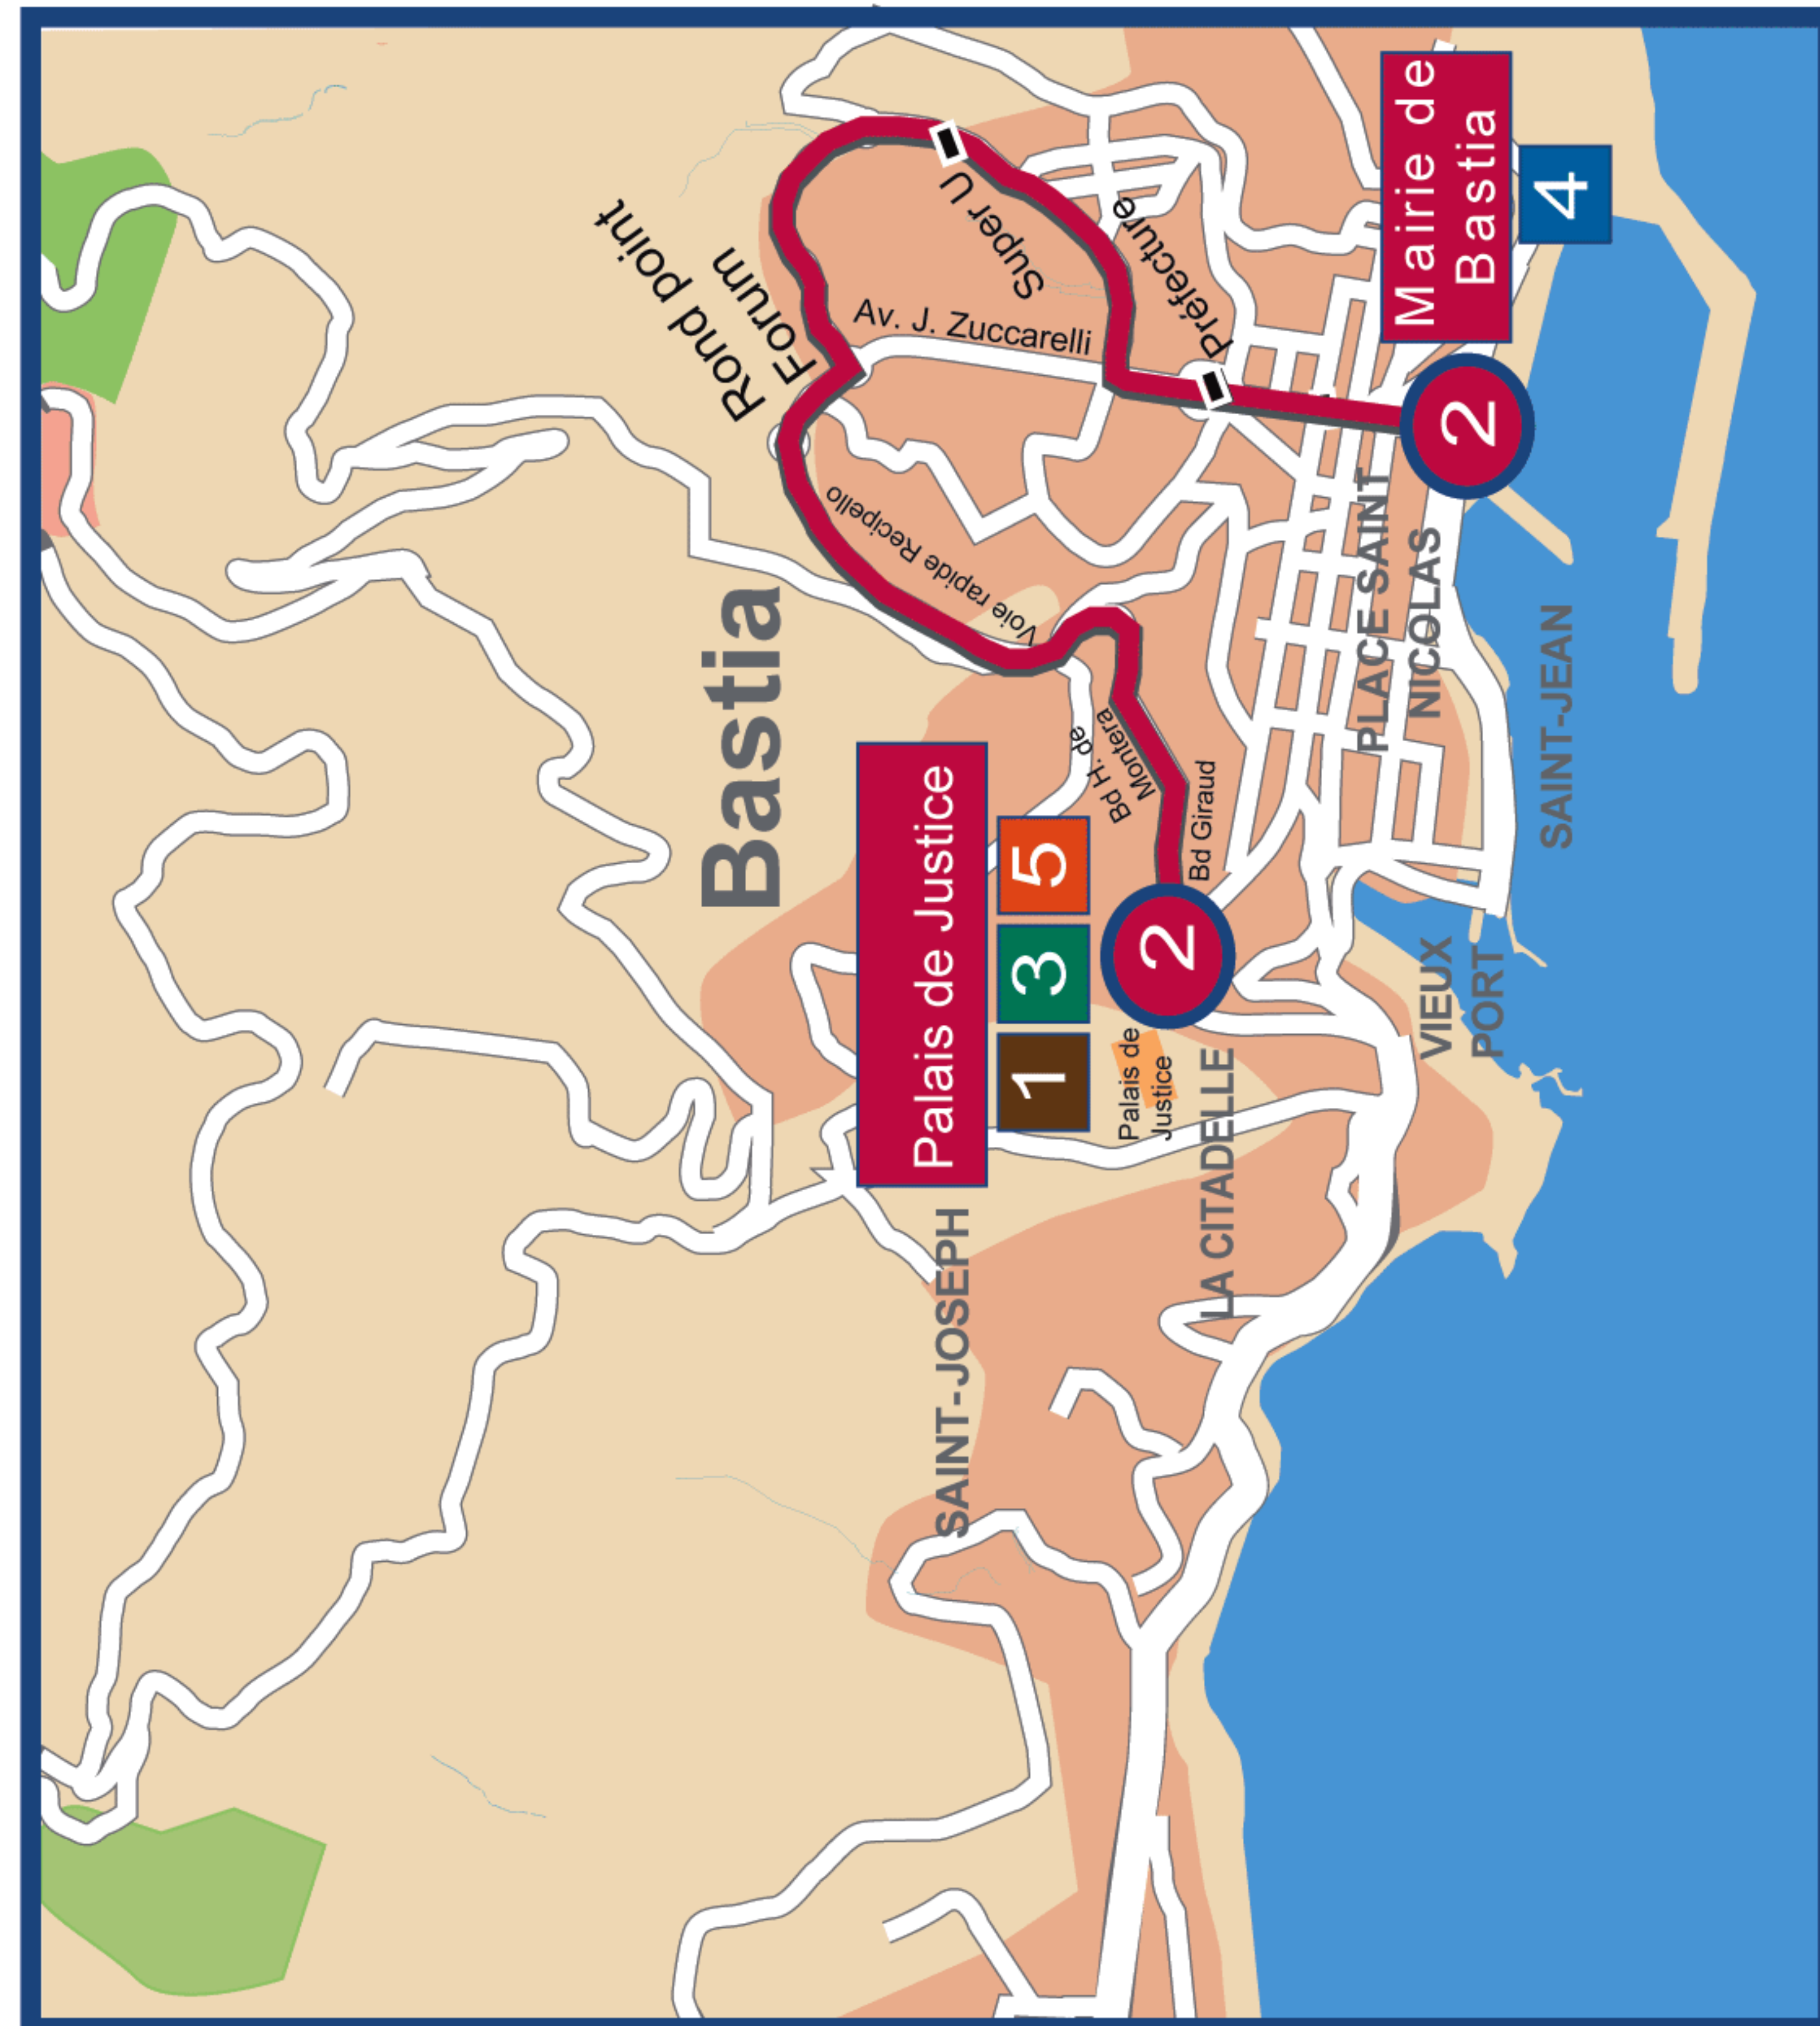 Mairie de
Bastia
4
2
Préfecture
Super U
Av. J. Zuccarelli
Rond point
Forum
Voie rapide Recipello
Bastia
PLACE SAINT
NICOLAS
SAINT-JEAN
Bd H. de
Montera
Bd Giraud
Palais de Justice
1 3 5
2
Palais de
Justice
VIEUX
PORT
LA CITADELLE
SAINT-JOSEPH